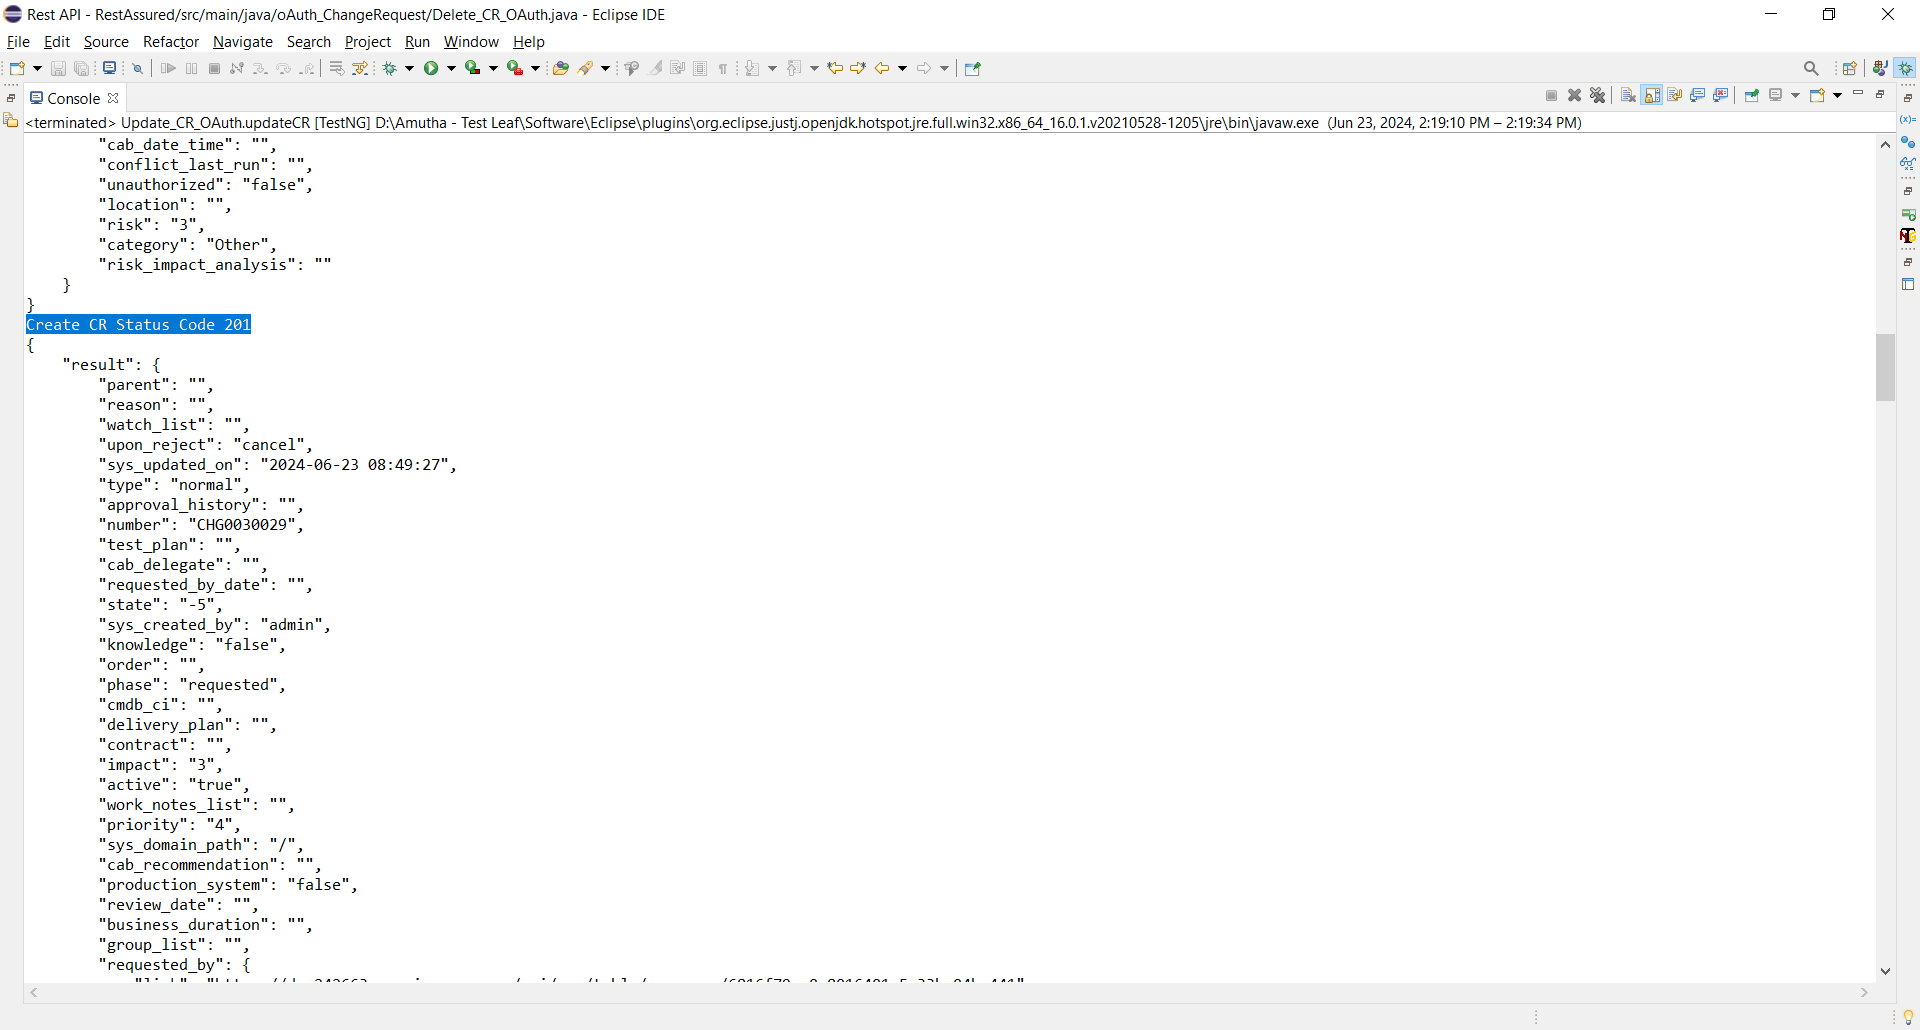 Rest API - RestAssured/src/main/java/oAuth_ChangeRequest/Delete_CR_OAuth.java - Eclipse IDE
File Edit Source Refactor Navigate Search Project Run Window Help
Console
<terminated> Update_CR_OAuth.updateCR [TestNG] D:\Amutha - Test Leaf\Software\Eclipse\plugins\org.eclipse.justj.openjdk.hotspot.jre.full.win32.x86_64_16.0.1.v20210528-1205\jre\bin\javaw.exe (Jun 23, 2024, 2:19:10 PM – 2:19:34 PM)
"cab_date_time": "",
"conflict_last_run": "",
"unauthorized": "false",
"location": "",
"risk": "3",
"category": "Other",
"risk_impact_analysis": ""
}
}
Create CR Status Code 201
{
"result": {
"parent": "",
"reason": "",
"watch_list": "",
"upon_reject": "cancel",
"sys_updated_on": "2024-06-23 08:49:27",
"type": "normal",
"approval_history": "",
"number": "CHG0030029",
"test_plan": "",
"cab_delegate": "",
"requested_by_date": "",
"state": "-5",
"sys_created_by": "admin",
"knowledge": "false",
"order": "",
"phase": "requested",
"cmdb_ci": "",
"delivery_plan": "",
"contract": "",
"impact": "3",
"active": "true",
"work_notes_list": "",
"priority": "4",
"sys_domain_path": "/",
"cab_recommendation": "",
"production_system": "false",
"review_date": "",
"business_duration": "",
"group_list": "",
"requested_by": {